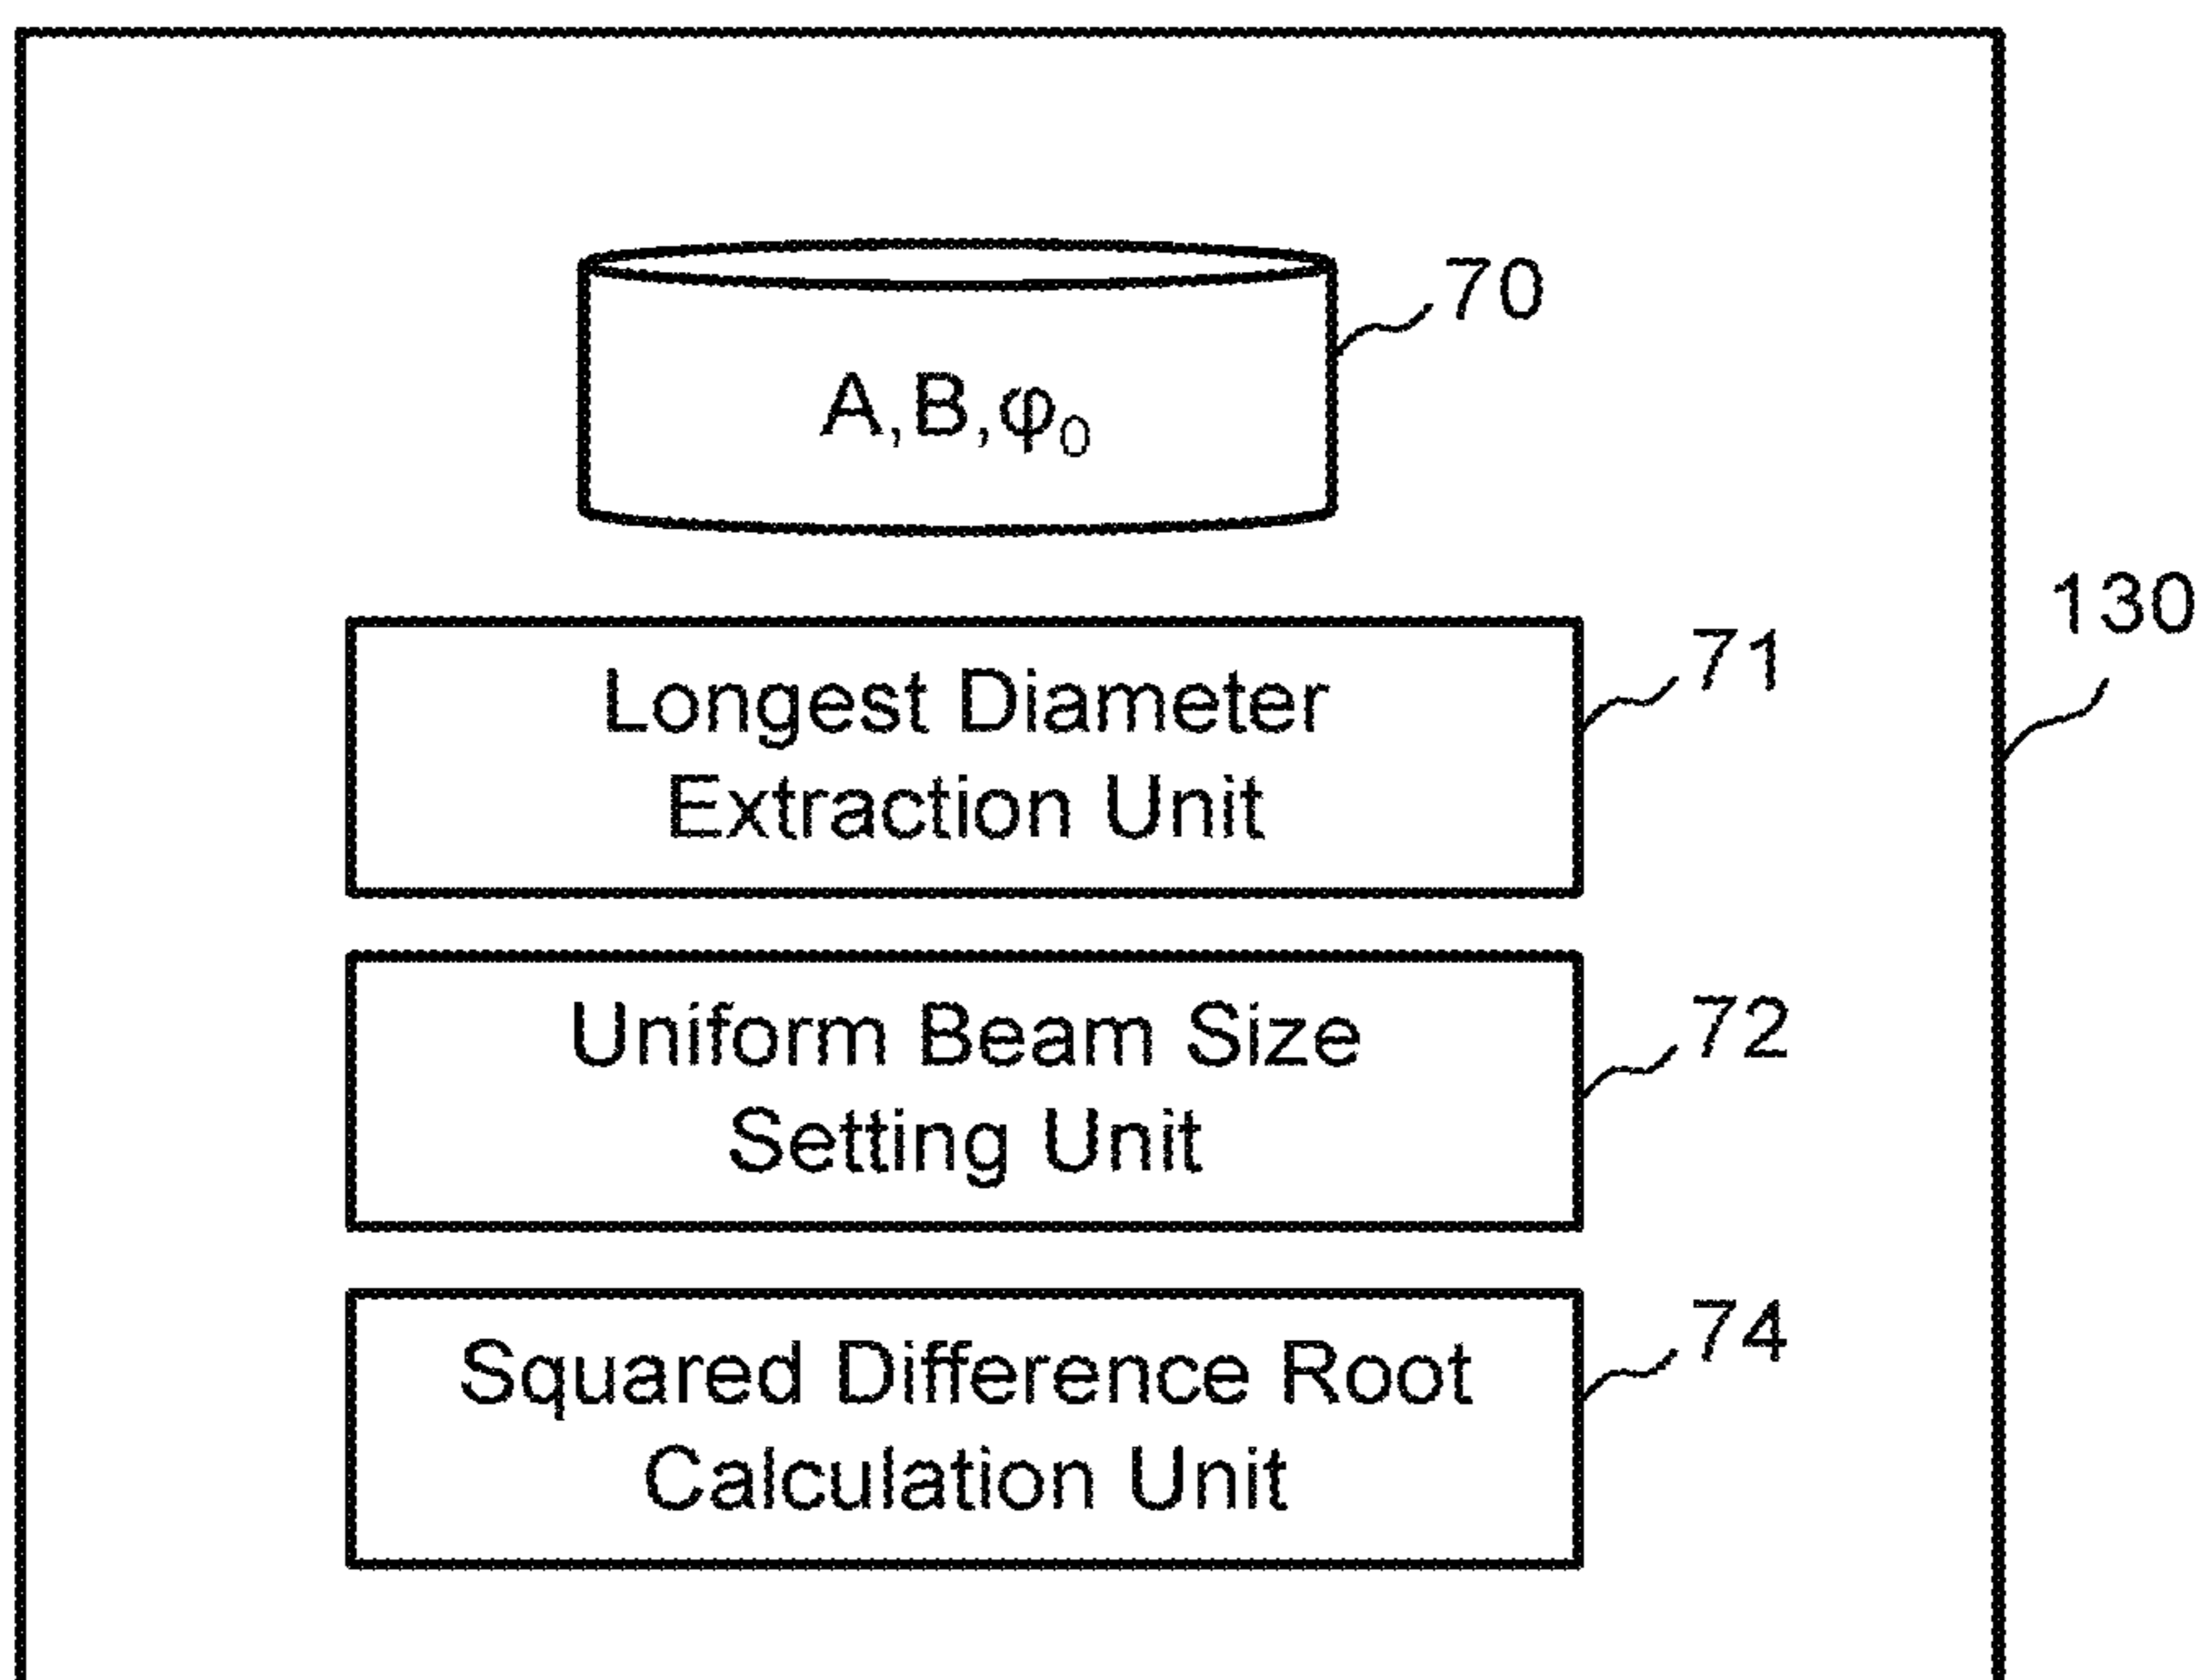 70
A,B,φ₀
130
71
Longest Diameter
Extraction Unit
72
Uniform Beam Size
Setting Unit
74
Squared Difference Root
Calculation Unit